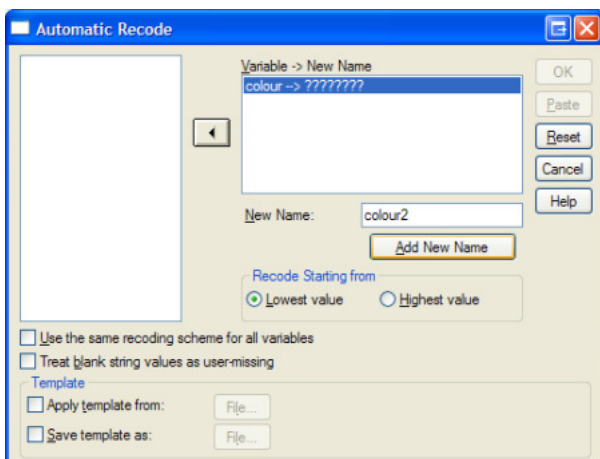 Automatic Recode
Variable -> New Name
colour --> ????????
OK
Paste
Reset
Cancel
Help
New Name: colour2
Add New Name
Recode Starting from
Lowest value Highest value
Use the same recoding scheme for all variables
Treat blank string values as user-missing
Template
Apply template from: File...
Save template as: File...